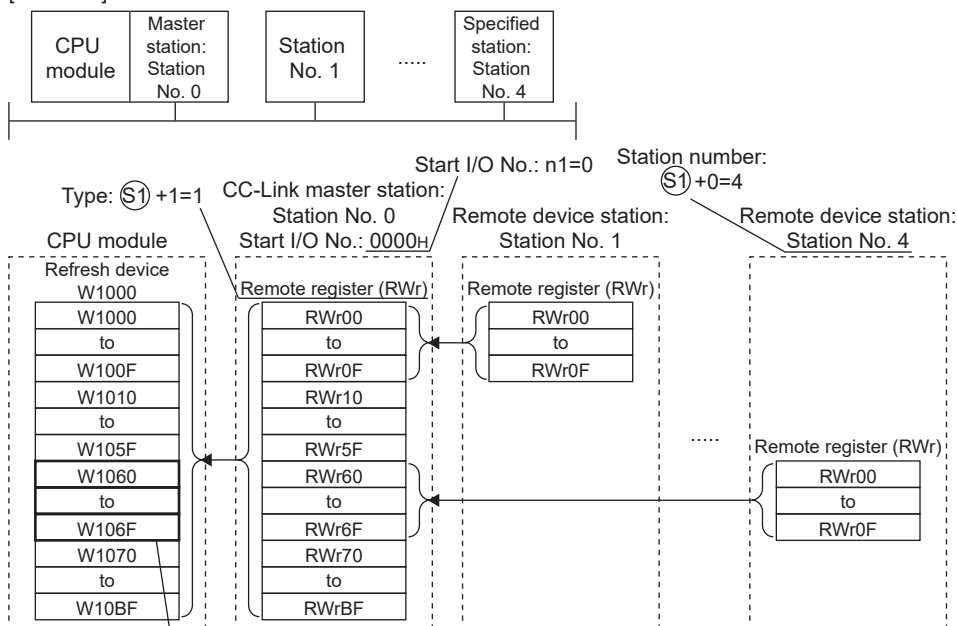 CPU
module
Master
station:
Station
No. 0
Station
No. 1
.....
Specified
station:
Station
No. 4
Start I/O No.: n1=0
Station number:
S1 +0=4
Type: S1 +1=1
CC-Link master station:
Station No. 0
Start I/O No.: 0000H
Remote device station:
Station No. 1
Remote device station:
Station No. 4
CPU module
Refresh device
W1000
W1000
to
W100F
W1010
to
W105F
W1060
to
W106F
W1070
to
W10BF
Remote register (RWr)
RWr00
to
RWr0F
RWr10
to
RWr5F
RWr60
to
RWr6F
RWr70
to
RWrBF
Remote register (RWr)
RWr00
to
RWr0F
.....
Remote register (RWr)
RWr00
to
RWr0F